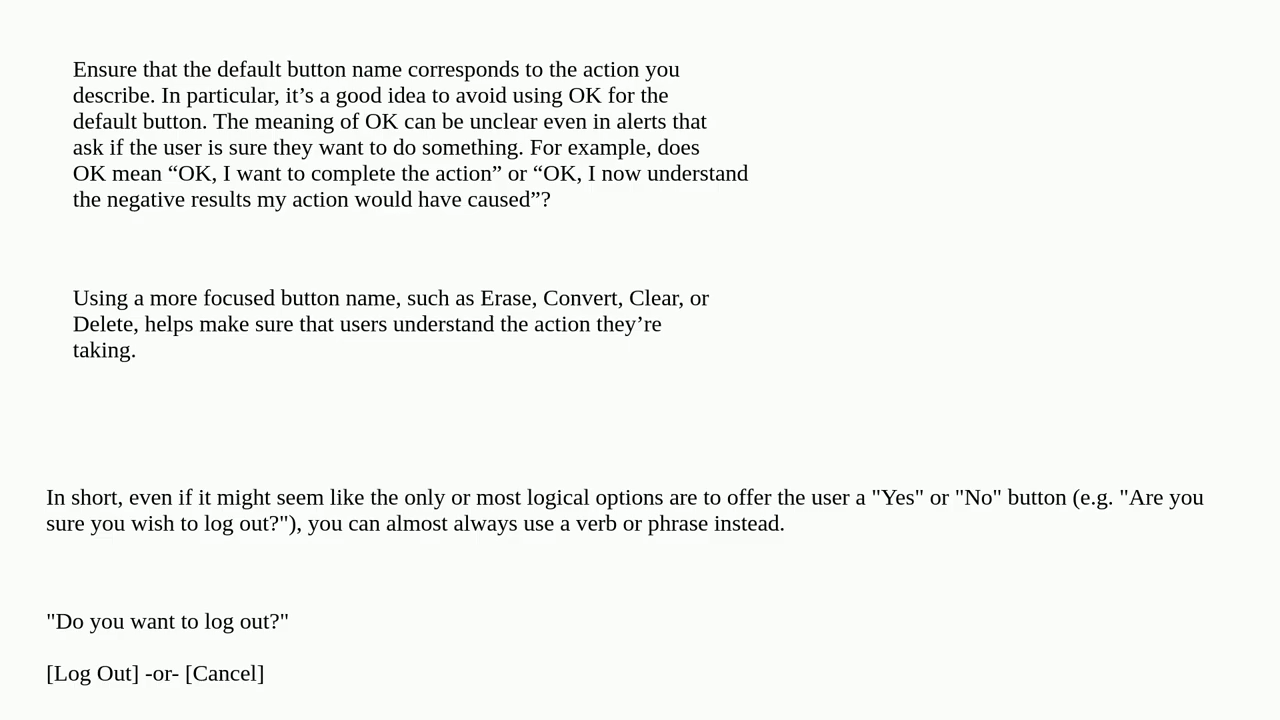 Ensure that the default button name corresponds to the action you
describe. In particular, it’s a good idea to avoid using OK for the
default button. The meaning of OK can be unclear even in alerts that
ask if the user is sure they want to do something. For example, does
OK mean “OK, I want to complete the action” or “OK, I now understand
the negative results my action would have caused”?
Using a more focused button name, such as Erase, Convert, Clear, or
Delete, helps make sure that users understand the action they’re
taking.
In short, even if it might seem like the only or most logical options are to offer the user a "Yes" or "No" button (e.g. "Are you
sure you wish to log out?"), you can almost always use a verb or phrase instead.
"Do you want to log out?"
[Log Out] -or- [Cancel]